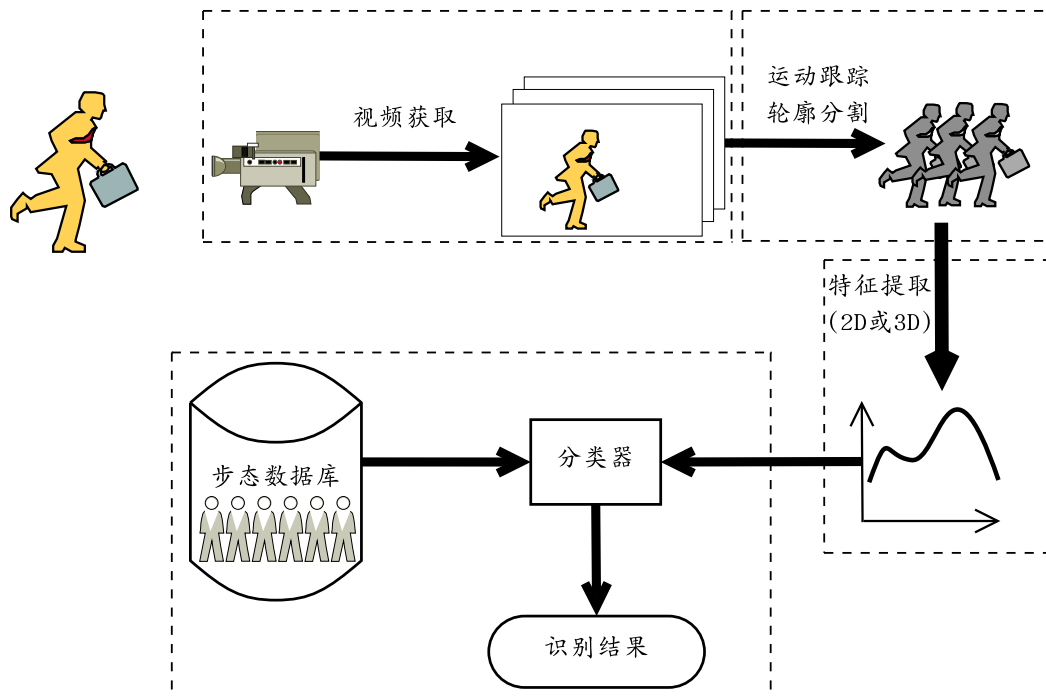 视频获取
运动跟踪
轮廓分割
特征提取
(2D或3D)
步态数据库
分类器
识别结果